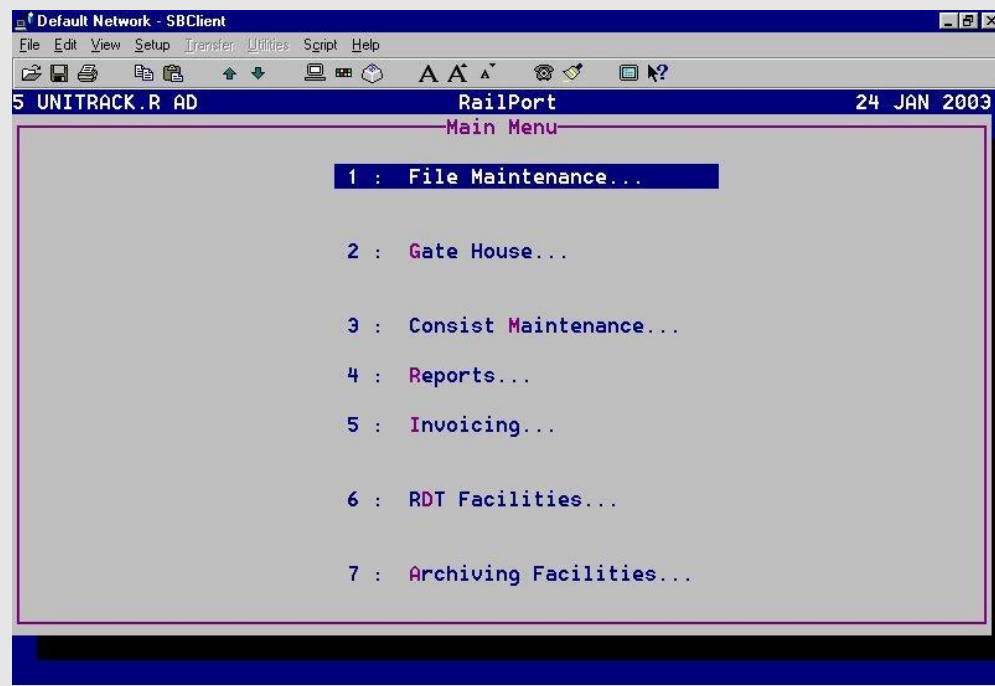 Default Network - SBClient
File Edit View Setup Transfer Utilities Script Help
5 UNITRACK.R AD RailPort 24 JAN 2003
Main Menu
1 : File Maintenance...
2 : Gate House...
3 : Consist Maintenance...
4 : Reports...
5 : Invoicing...
6 : RDT Facilities...
7 : Archiving Facilities...